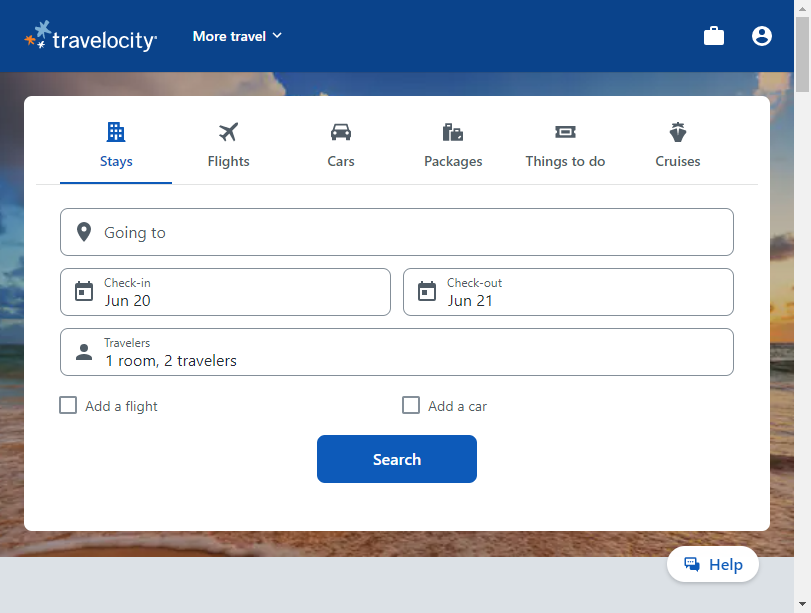 travelocity
More travel
Stays
Flights
Cars
Packages
Things to do
Cruises
Going to
Check-in
Jun 20
Check-out
Jun 21
Travelers
1 room, 2 travelers
Add a flight
Add a car
Search
Help